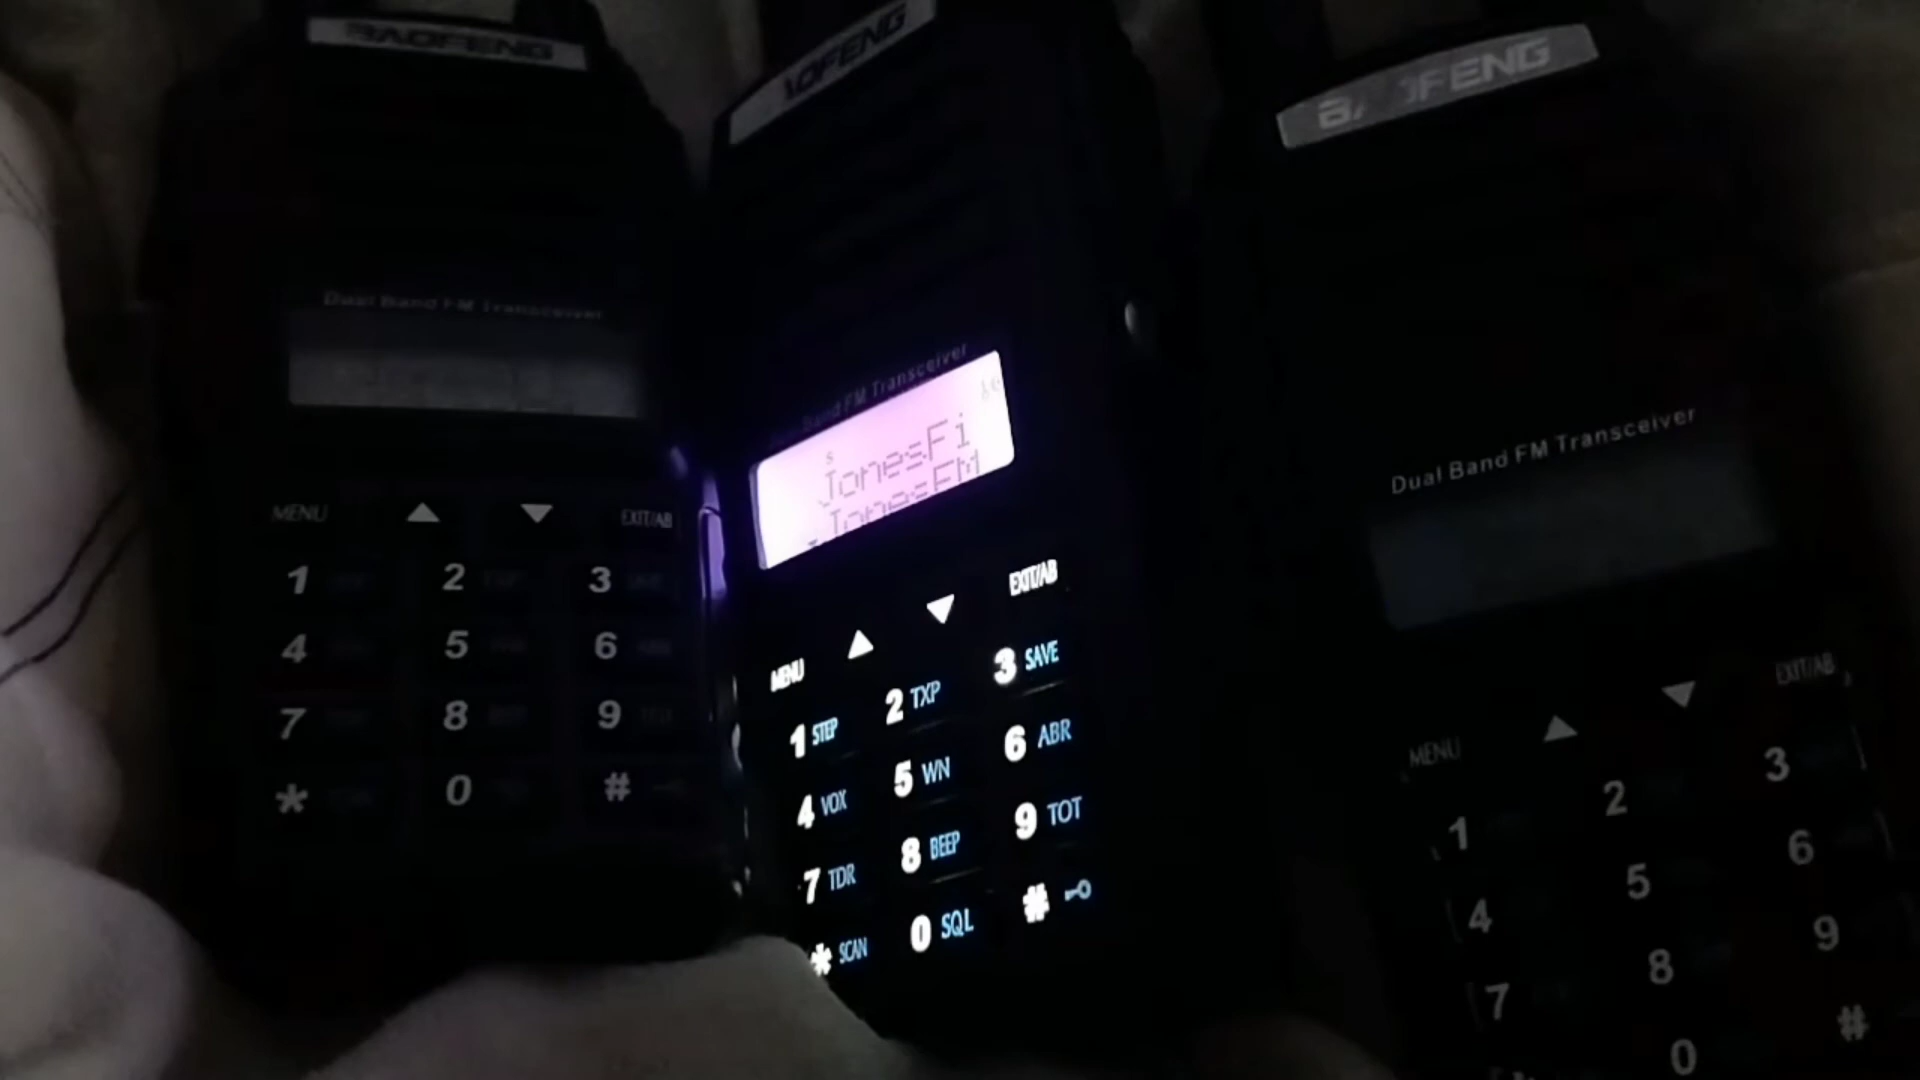 BAOFENG
Dual Band FM Transceiver
MENU ▲ ▼ EXIT/AB
1 2 3
4 5 6
7 8 9
* 0 #
AOFENG
Band FM Transceiver
S
JonesFi
JonesFM
MENU ▲ ▼ EXIT/AB
1 STEP 2 TXP 3 SAVE
4 VOX 5 WN 6 ABR
7 TDR 8 BEEP 9 TOT
* SCAN 0 SQL #
BAOFENG
Dual Band FM Transceiver
MENU ▲ ▼ EXIT/AB
1 2 3
4 5 6
7 8 9
0 #